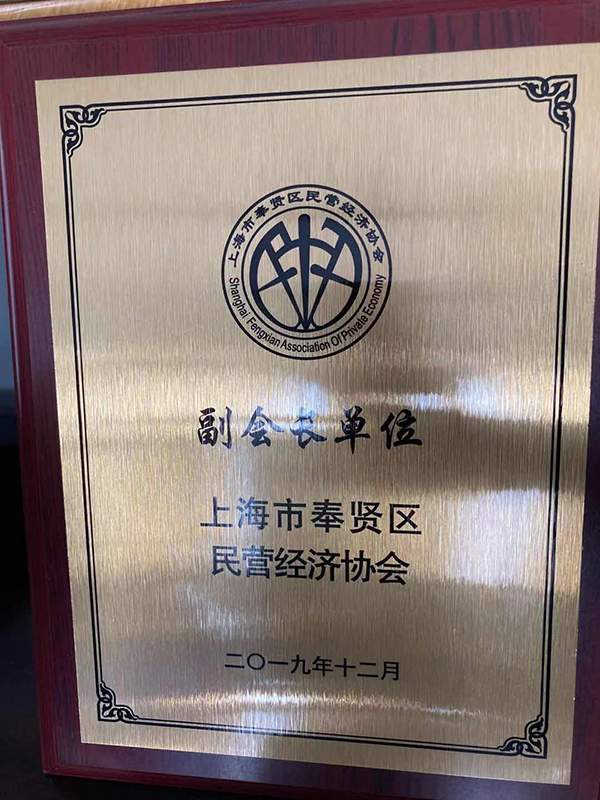 上海市奉贤区民营经济协会
Shanghai Fengxian Association Of Private Economy
副会长单位
上海市奉贤区
民营经济协会
二〇一九年十二月